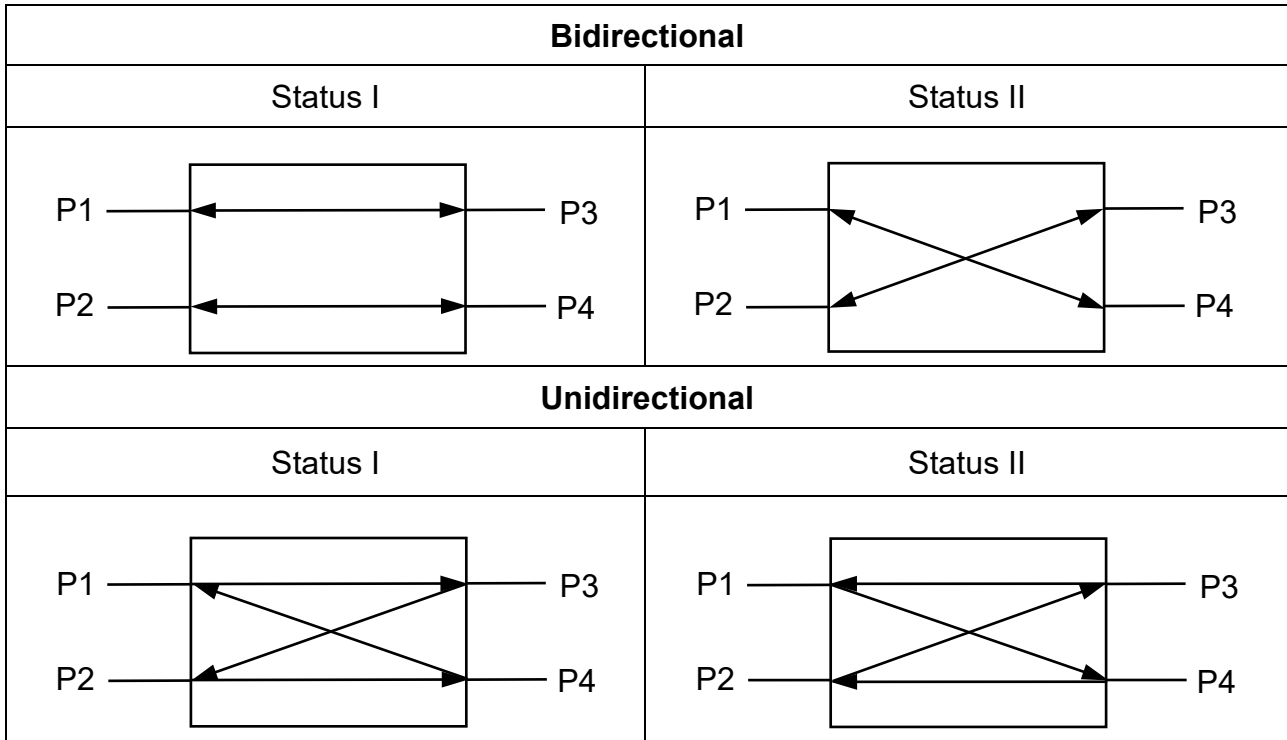 Bidirectional
Status I
Status II
P1
P3
P2
P4
P1
P3
P2
P4
Unidirectional
Status I
Status II
P1
P3
P2
P4
P1
P3
P2
P4